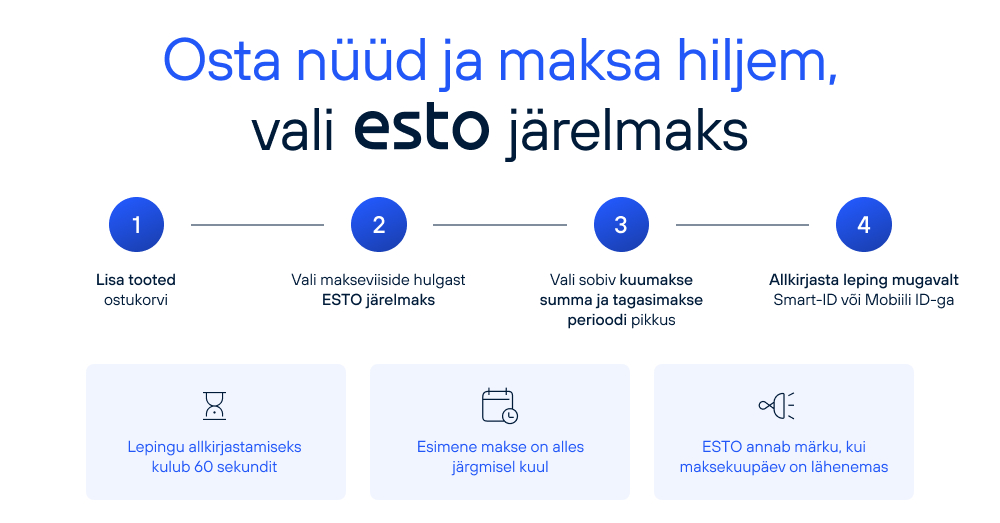 Osta nüüd ja maksa hiljem,
vali esto järelmaks
1
2
3
4
Lisa tooted
ostukorvi
Vali makseviiside hulgast
ESTO järelmaks
Vali sobiv kuumakse
summa ja tagasimakse
perioodi pikkus
Allkirjasta leping mugavalt
Smart-ID või Mobiili ID-ga
Lepingu allkirjastamiseks
kulub 60 sekundit
Esimene makse on alles
järgmisel kuul
ESTO annab märku, kui
maksekuupäev on lähenemas